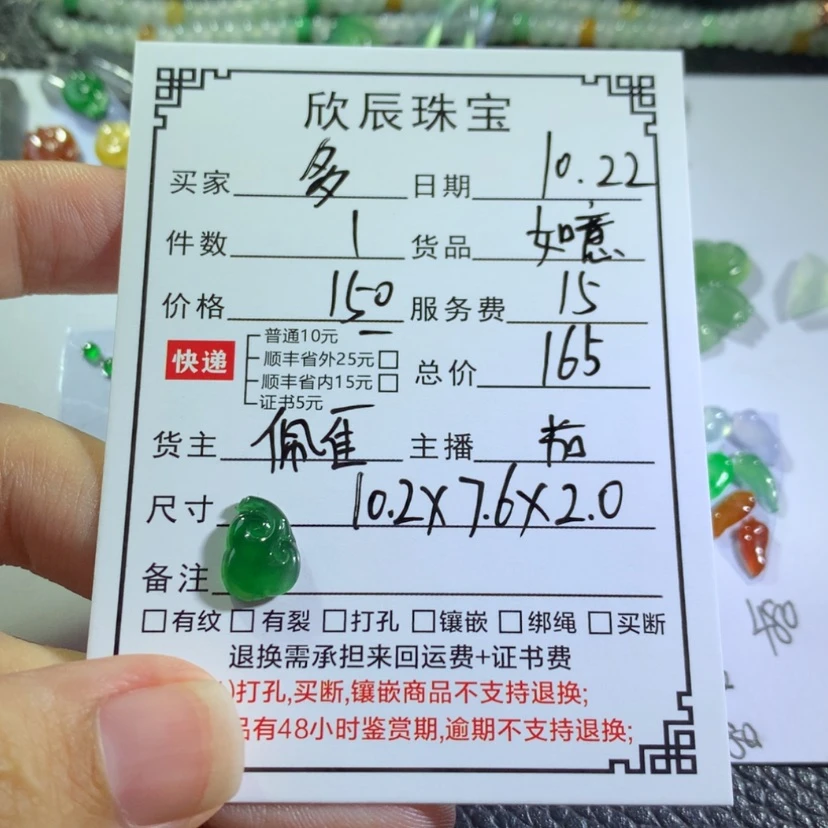 欣辰珠宝
买家 多 日期 10.22
件数 1 货品 如意
价格 150 服务费 15
快递 普通10元
顺丰省外25元
顺丰省内15元 总价 165
证书5元
货主 佩隹 主播
尺寸 10.2X7.6X2.0
备注
有纹 有裂 打孔 镶嵌 绑绳 买断
退换需承担来回运费+证书费
打孔,买断,镶嵌商品不支持退换;
有48小时鉴赏期,逾期不支持退换;